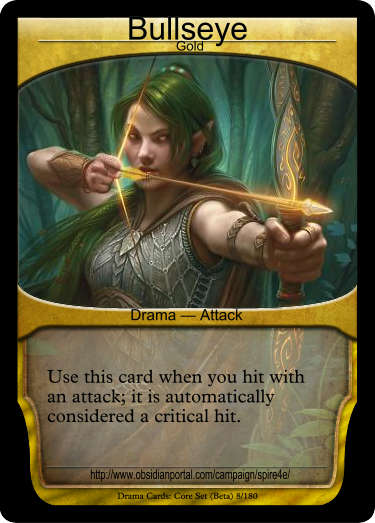 Bullseye
Gold
Drama — Attack
Use this card when you hit with
an attack; it is automatically
considered a critical hit.
http://www.obsidianportal.com/campaign/spire4e/
Drama Cards: Core Set (Beta) 8/180